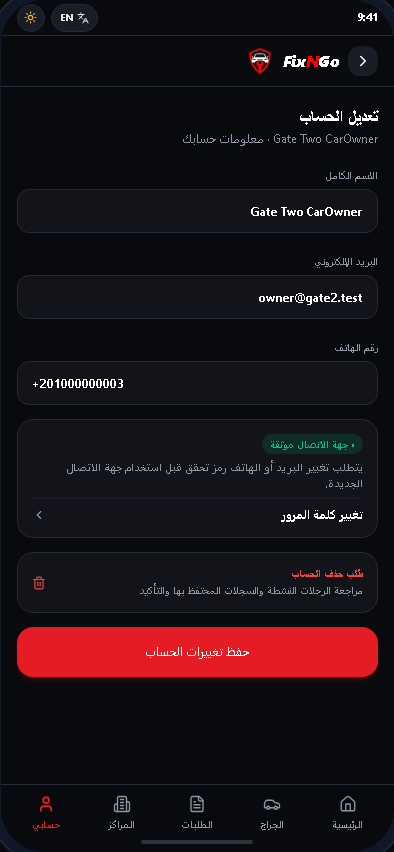 9:41
EN
FixNGo
تعديل الحساب
Gate Two CarOwner · معلومات حسابك
الاسم الكامل
Gate Two CarOwner
البريد الإلكتروني
owner@gate2.test
رقم الهاتف
+201000000003
• جهة الاتصال موثقة
يتطلب تغيير البريد أو الهاتف رمز تحقق قبل استخدام جهة الاتصال
الجديدة.
تغيير كلمة المرور
طلب حذف الحساب
مراجعة الرحلات النشطة والسجلات المحتفظ بها والتأكيد
حفظ تغييرات الحساب
الرئيسية
الجراج
الطلبات
المراكز
حسابي